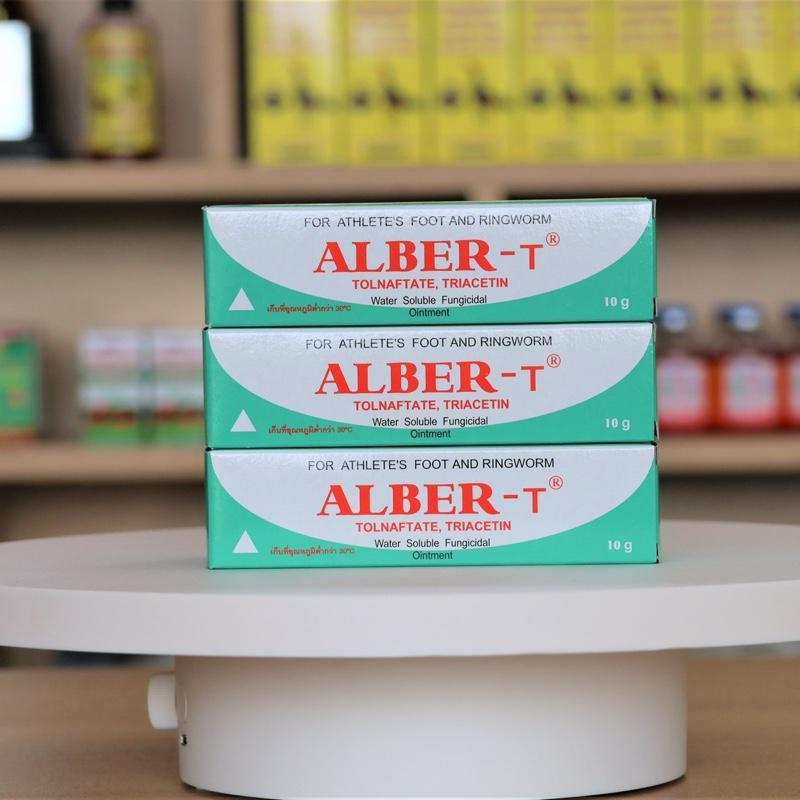 FOR ATHLETE'S FOOT AND RINGWORM
ALBER-T®
TOLNAFTATE, TRIACETIN
Water Soluble Fungicidal
Ointment
เก็บที่อุณหภูมิต่ำกว่า 30°C
10 g
FOR ATHLETE'S FOOT AND RINGWORM
ALBER-T®
TOLNAFTATE, TRIACETIN
Water Soluble Fungicidal
Ointment
เก็บที่อุณหภูมิต่ำกว่า 30°C
10 g
FOR ATHLETE'S FOOT AND RINGWORM
ALBER-T®
TOLNAFTATE, TRIACETIN
Water Soluble Fungicidal
Ointment
เก็บที่อุณหภูมิต่ำกว่า 30°C
10 g